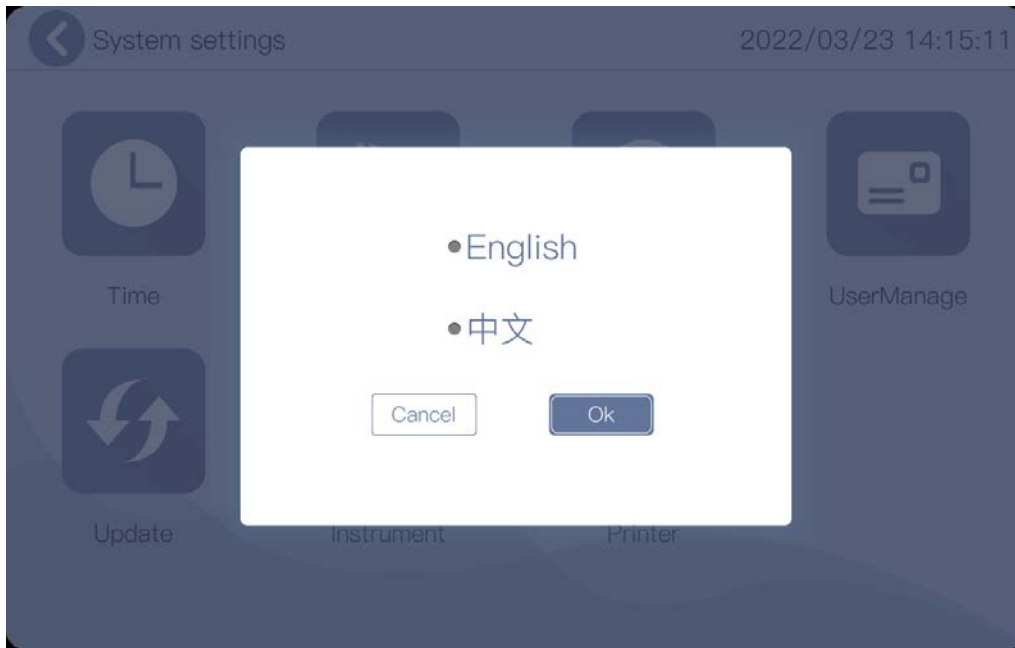 System settings
2022/03/23 14:15:11
English
中文
Cancel
Ok
Time
UserManage
Update
Instrument
Printer